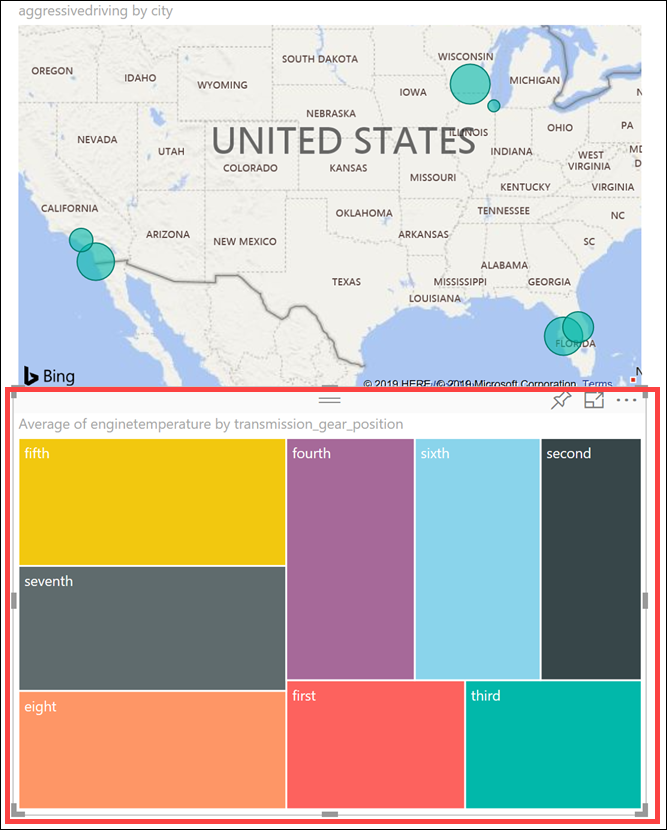 aggressivedriving by city
WISCONSIN
SOUTH DAKOTA
OREGON
IDAHO
MICHIGAN
WYOMING
IOWA
NEBRASKA
UNITED STATES
ILLINOIS
OHIO
PA
NEVADA
UTAH
INDIANA
COLORADO
KANSAS
WEST
VIRGINIA
MISSOURI
KENTUCKY
VIRGINIA
CALIFORNIA
TENNESSEE
OKLAHOMA
NC
ARIZONA
ARKANSAS
NEW MEXICO
SC
ALABAMA
TEXAS
MISSISSIPPI
GEORGIA
LOUISIANA
FLORIDA
Bing
© 2019 HERE, © 2019 Microsoft Corporation Terms
Average of enginetemperature by transmission_gear_position
fifth
fourth
sixth
second
seventh
eight
first
third